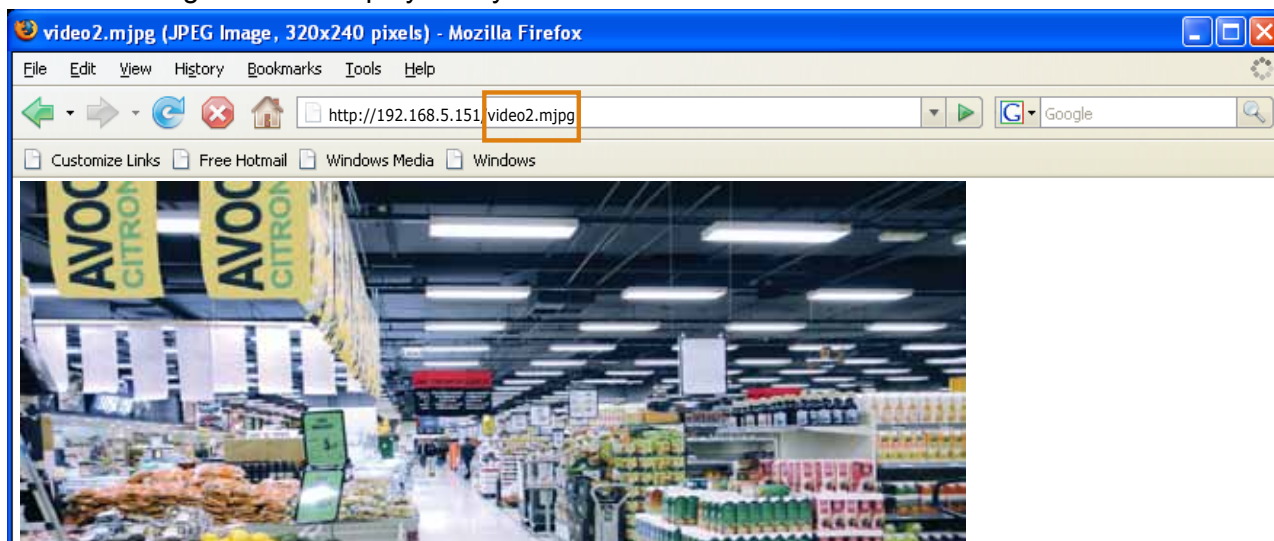 video2.mjpg (JPEG Image, 320x240 pixels) - Mozilla Firefox
File Edit View History Bookmarks Tools Help
http://192.168.5.151/video2.mjpg
Google
Customize Links Free Hotmail Windows Media Windows
AVOC
CITRON
AVOC
CITRON